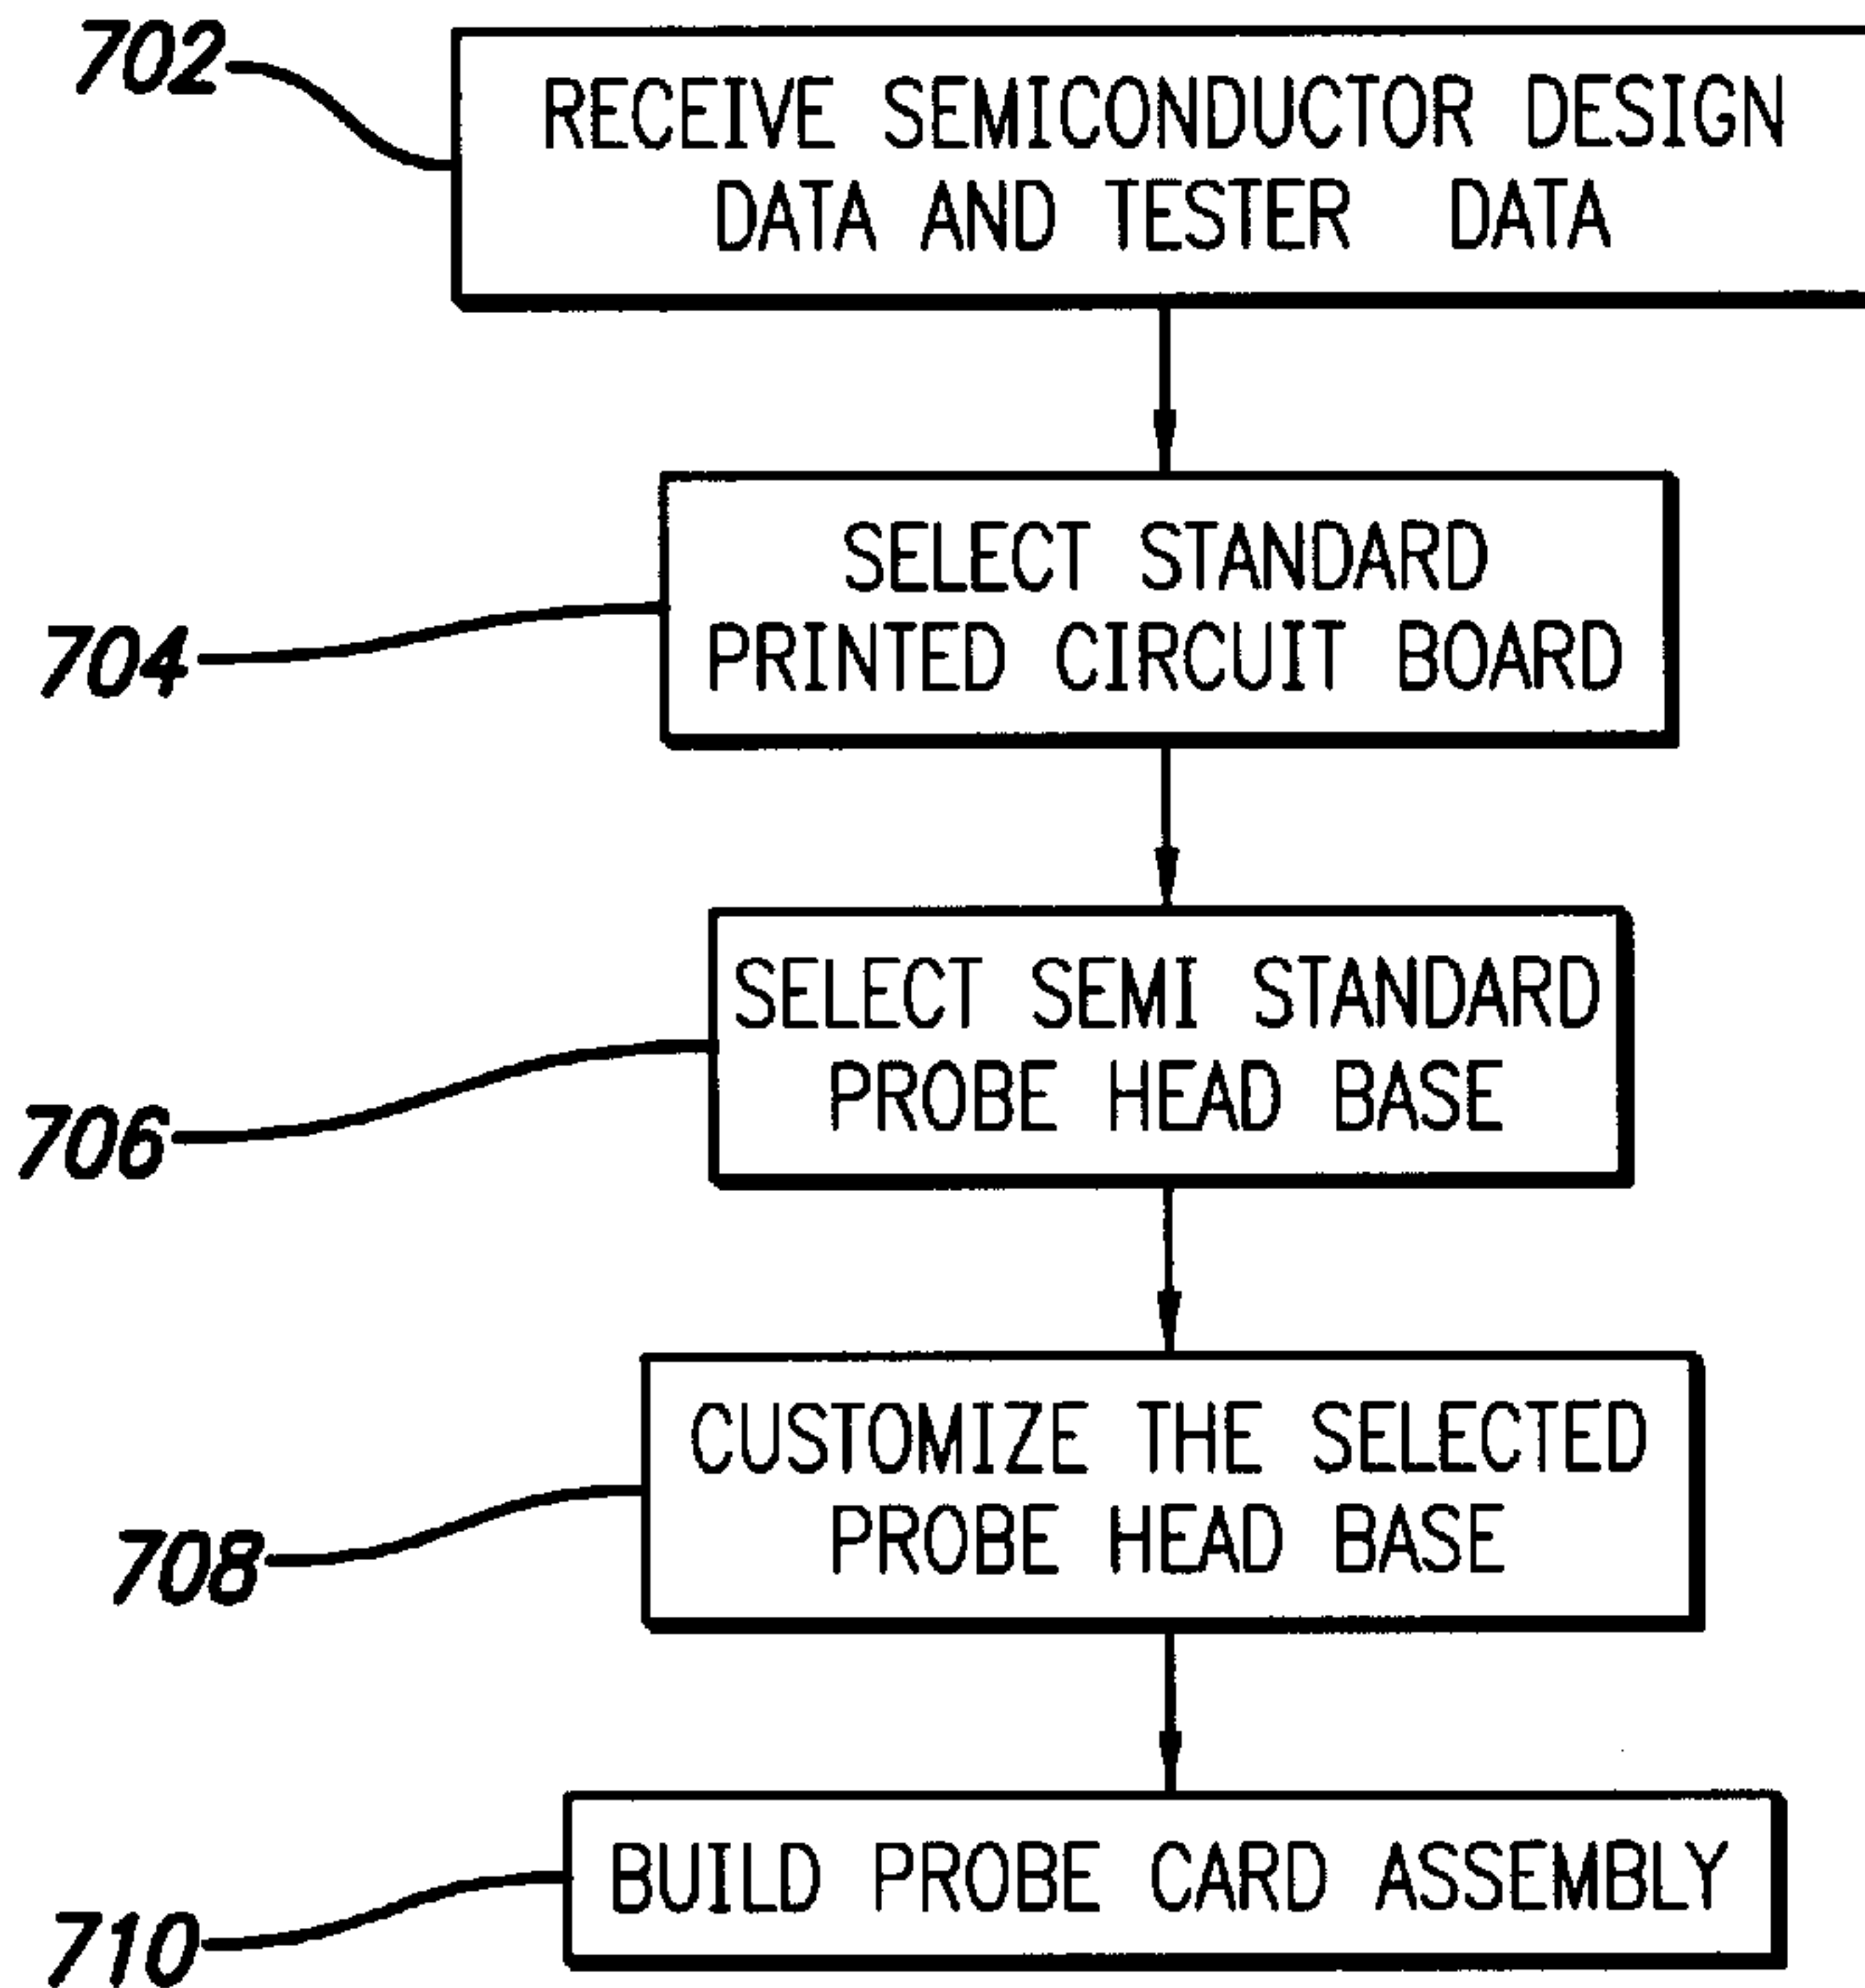 702
RECEIVE SEMICONDUCTOR DESIGN
DATA AND TESTER DATA
704
SELECT STANDARD
PRINTED CIRCUIT BOARD
706
SELECT SEMI STANDARD
PROBE HEAD BASE
708
CUSTOMIZE THE SELECTED
PROBE HEAD BASE
710
BUILD PROBE CARD ASSEMBLY